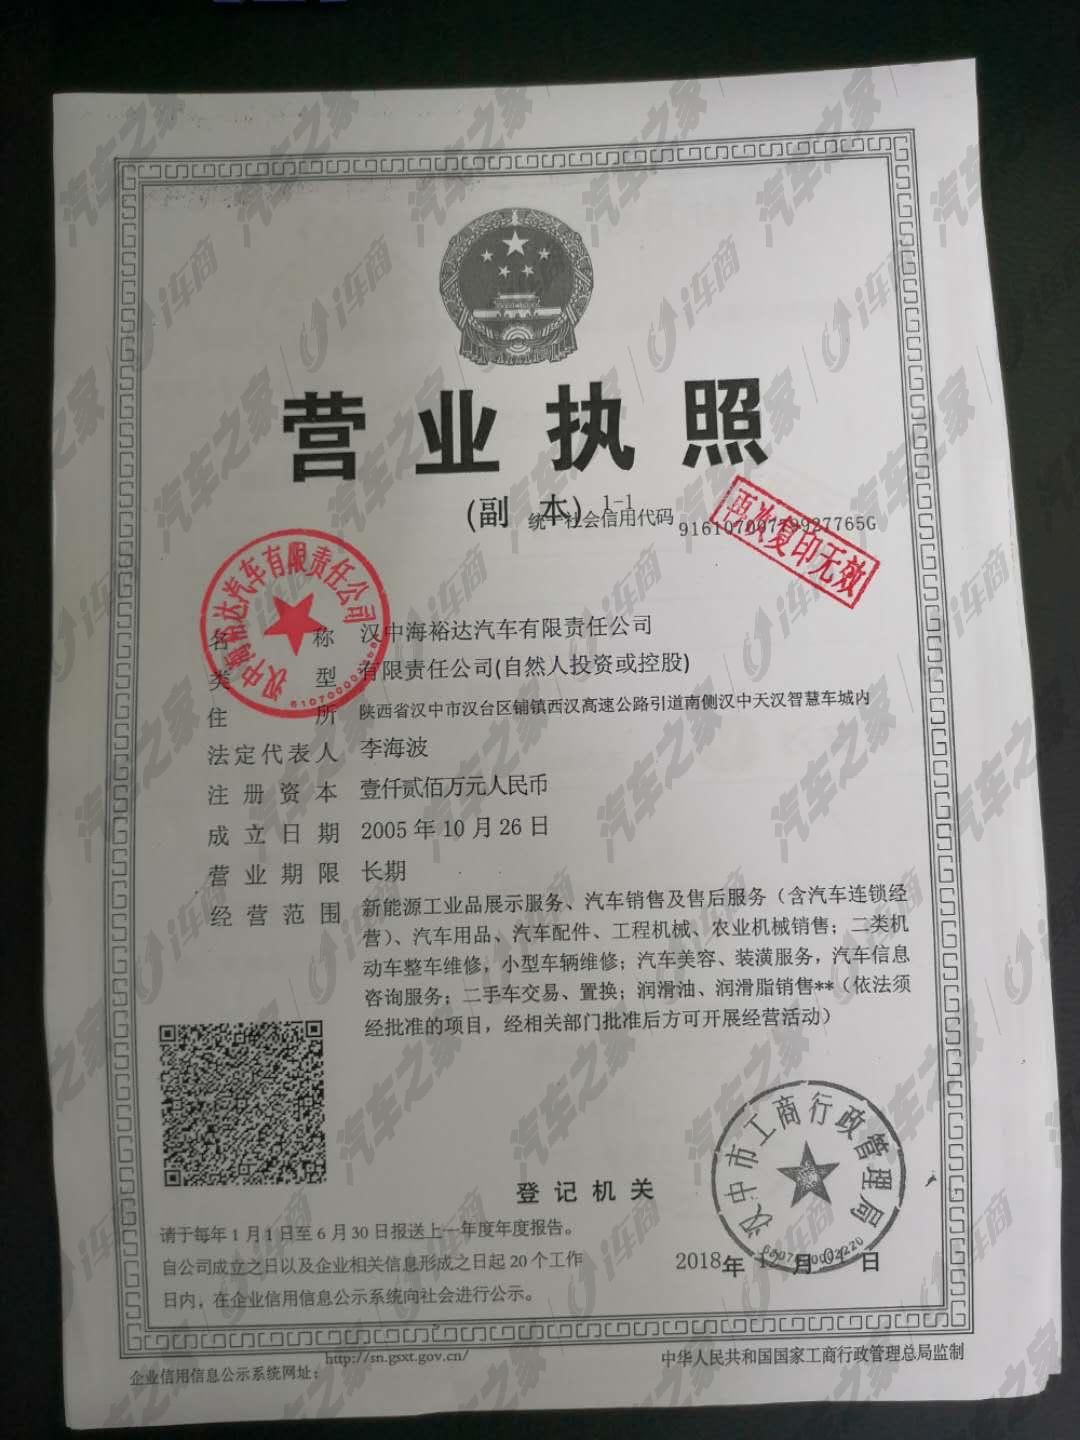 营业执照
(副 本) 1-1
统一社会信用代码
名称 汉中海裕达汽车有限责任公司
类型 有限责任公司(自然人投资或控股)
住所 陕西省汉中市汉台区铺镇西汉高速公路引道南侧汉中天汉智慧车城内
法定代表人 李海波
注册资本 壹仟贰佰万元人民币
成立日期 2005年10月26日
营业期限 长期
经营范围 新能源工业品展示服务、汽车销售及售后服务（含汽车连锁经
营）、汽车用品、汽车配件、工程机械、农业机械销售；二类机
动车整车维修，小型车辆维修；汽车美容、装潢服务，汽车信息
咨询服务；二手车交易、置换；润滑油、润滑脂销售**（依法须
经批准的项目，经相关部门批准后方可开展经营活动）
再次复印无效
汉中海裕达汽车有限责任公司
登记机关
汉中市工商行政管理局
2018年12月04日
请于每年1月1日至6月30日报送上一年度年度报告。
自公司成立之日以及企业相关信息形成之日起20个工作
日内，在企业信用信息公示系统向社会进行公示。
http://sn.gsxt.gov.cn/
企业信用信息公示系统网址：
中华人民共和国国家工商行政管理总局监制
汽车之家
i车商